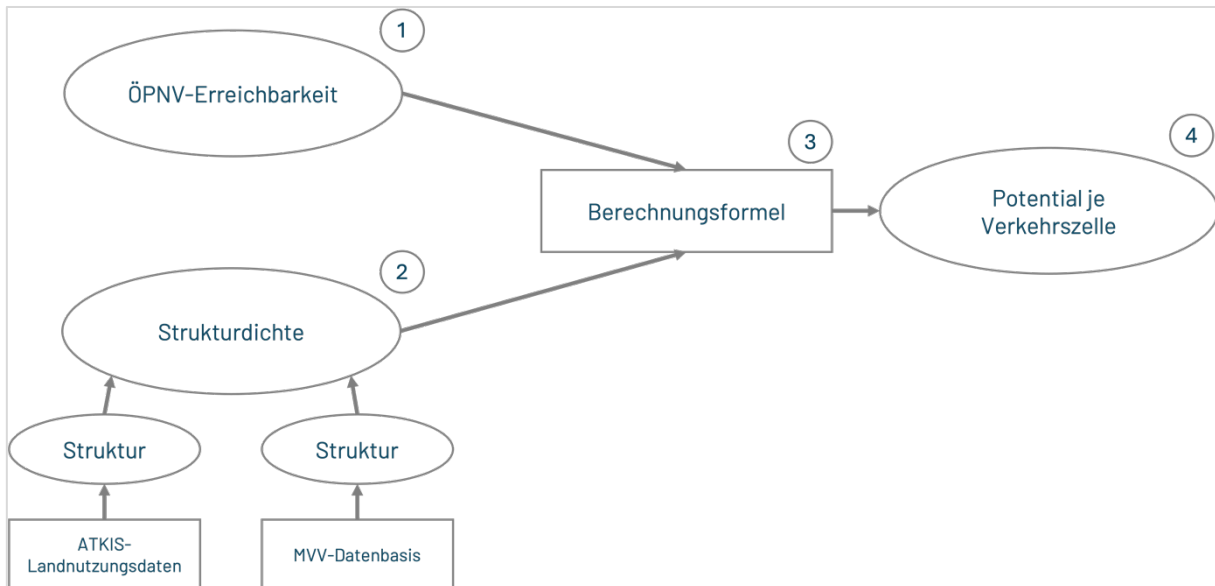 1
ÖPNV-Erreichbarkeit
3
4
Berechnungsformel
Potential je
Verkehrszelle
2
Strukturdichte
Struktur
Struktur
ATKIS-
Landnutzungsdaten
MVV-Datenbasis